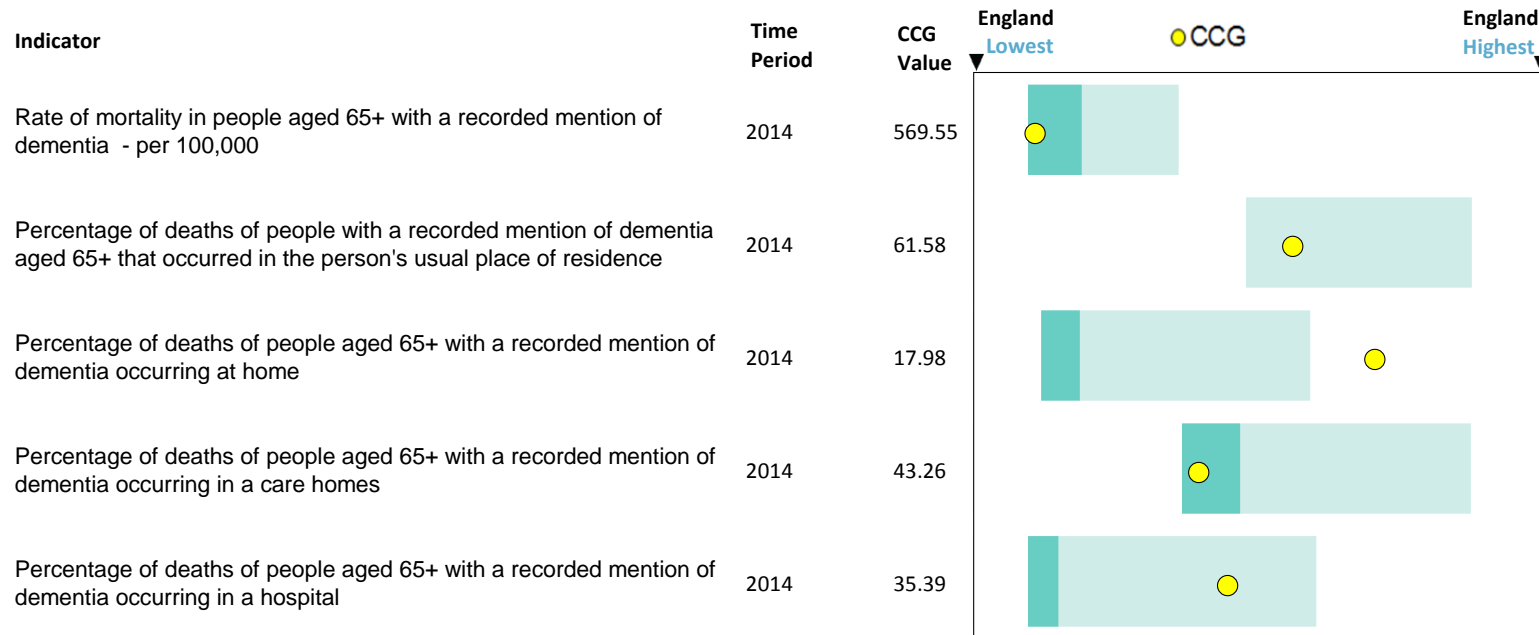 Indicator
Time
Period
CCG
Value
England
Lowest
CCG
England
Highest
Rate of mortality in people aged 65+ with a recorded mention of
dementia  - per 100,000
2014
569.55
Percentage of deaths of people with a recorded mention of dementia
aged 65+ that occurred in the person's usual place of residence
2014
61.58
Percentage of deaths of people aged 65+ with a recorded mention of
dementia occurring at home
2014
17.98
Percentage of deaths of people aged 65+ with a recorded mention of
dementia occurring in a care homes
2014
43.26
Percentage of deaths of people aged 65+ with a recorded mention of
dementia occurring in a hospital
2014
35.39